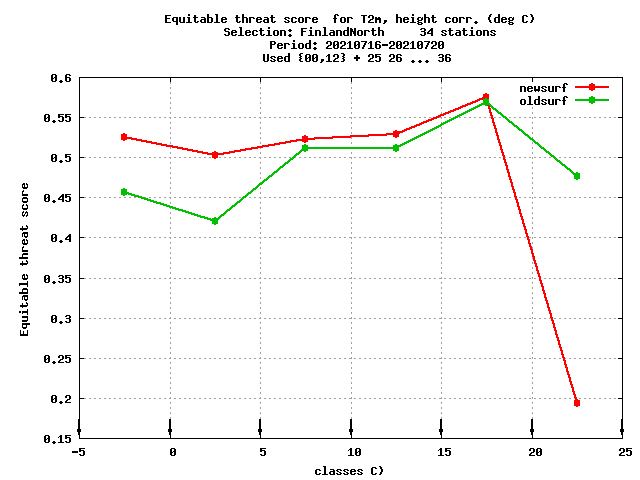 Equitable threat score  for T2m, height corr. (deg C)
Selection: FinlandNorth     34 stations
Period: 20210716-20210720
Used {00,12} + 25 26 ... 36
newsurf
oldsurf
0.6
0.55
0.5
0.45
0.4
0.35
0.3
0.25
0.2
0.15
Equitable threat score
-5
0
5
10
15
20
25
classes C)